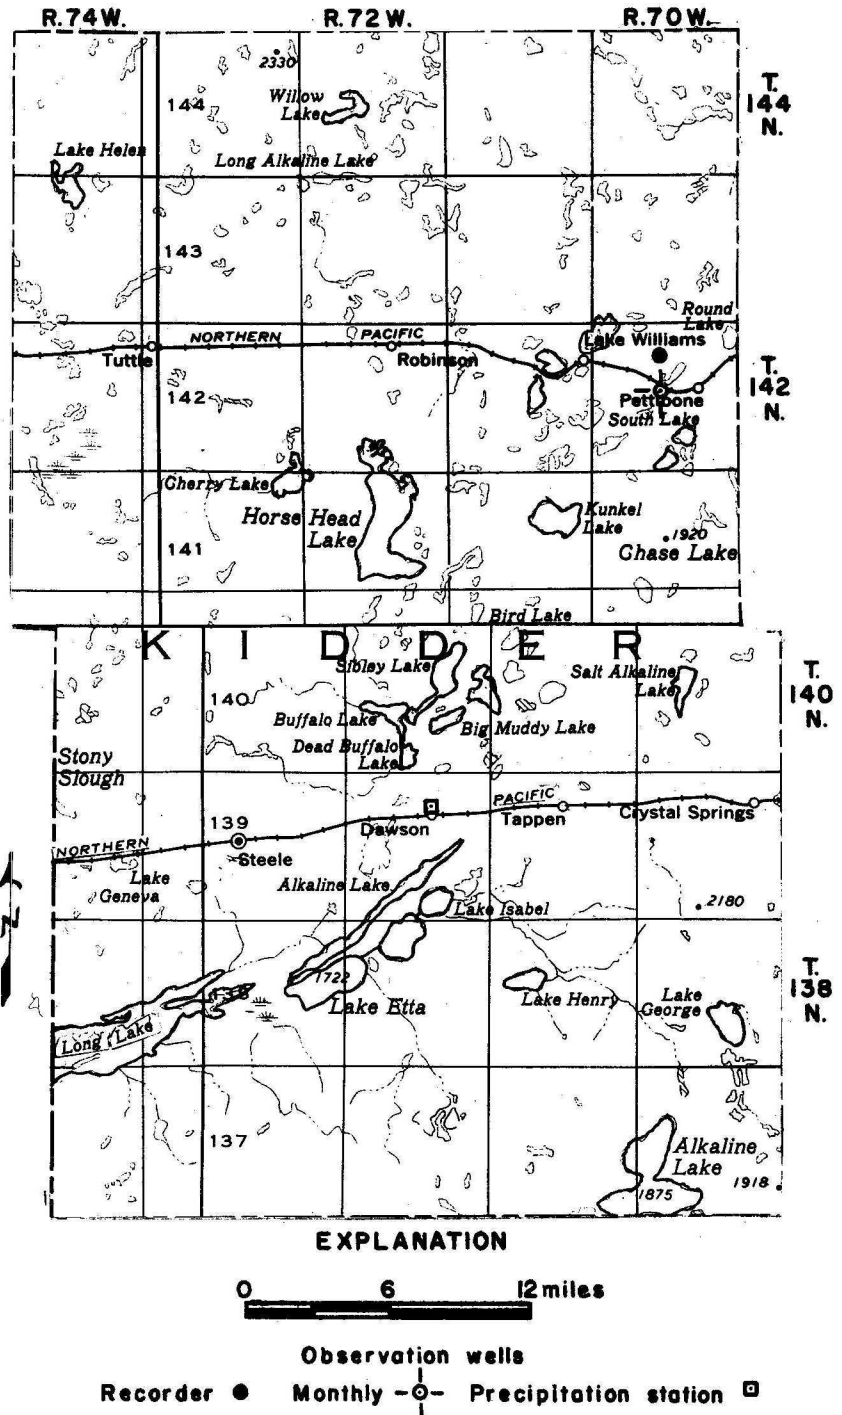 R.74W. R.72W. R.70W.
2330
144
Willow
Lake
T.
144
N.
Lake Helen
Long Alkaline Lake
143
Round
Lake
NORTHERN PACIFIC
Lake Williams
Tuttle
Robinson
T.
142
N.
142
Pettibone
South Lake
Cherry Lake
Horse Head
Lake
Kunkel
Lake
1920
Chase Lake
141
Bird Lake
KIDDER
Sibley Lake
Salt Alkaline
Lake
T.
140
N.
140
Buffalo Lake
Big Muddy Lake
Dead Buffalo
Lake
Stony
Slough
PACIFIC
139
Dawson
Tappen
Crystal Springs
NORTHERN
Steele
Lake
Geneva
Alkaline Lake
Lake Isabel
2180
1722
Lake Etta
138
Lake Henry
Lake
George
T.
138
N.
Long Lake
137
Alkaline
Lake
1918
1875
EXPLANATION
0 6 12 miles
Observation wells
Recorder Monthly Precipitation station